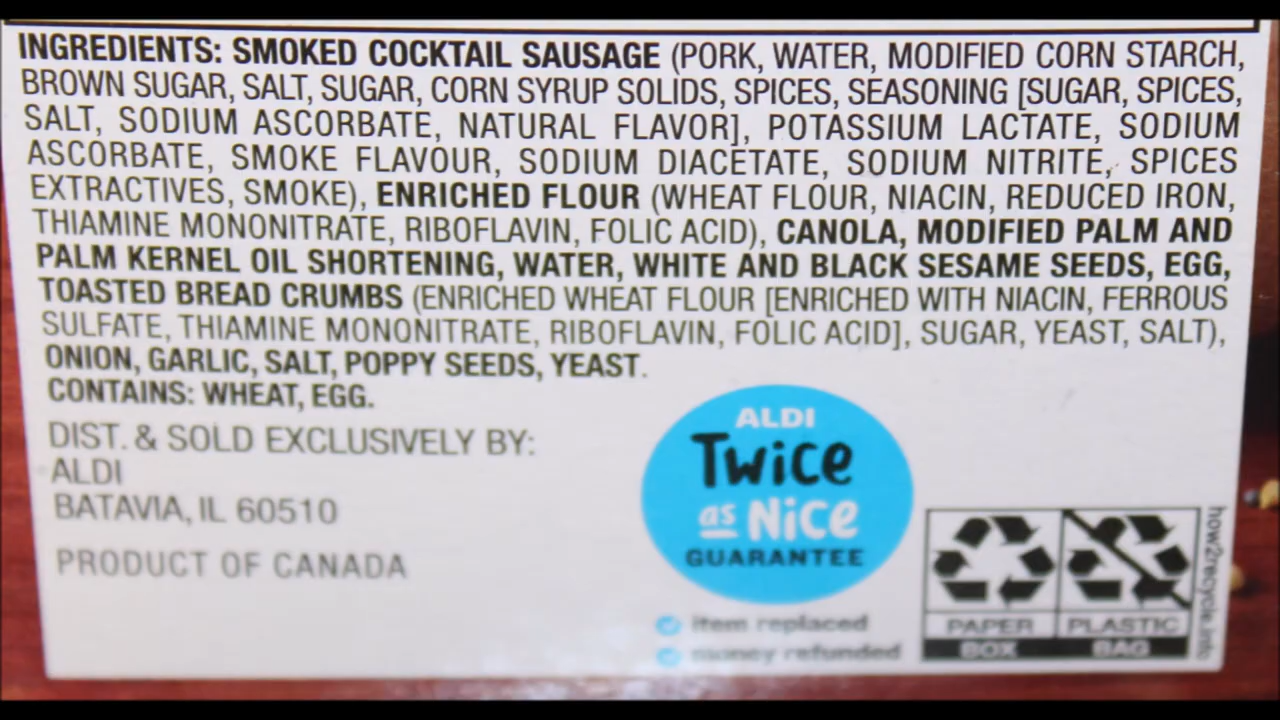 INGREDIENTS: SMOKED COCKTAIL SAUSAGE (PORK, WATER, MODIFIED CORN STARCH,
BROWN SUGAR, SALT, SUGAR, CORN SYRUP SOLIDS, SPICES, SEASONING [SUGAR, SPICES,
SALT, SODIUM ASCORBATE, NATURAL FLAVOR], POTASSIUM LACTATE, SODIUM
ASCORBATE, SMOKE FLAVOUR, SODIUM DIACETATE, SODIUM NITRITE, SPICES
EXTRACTIVES, SMOKE), ENRICHED FLOUR (WHEAT FLOUR, NIACIN, REDUCED IRON,
THIAMINE MONONITRATE, RIBOFLAVIN, FOLIC ACID), CANOLA, MODIFIED PALM AND
PALM KERNEL OIL SHORTENING, WATER, WHITE AND BLACK SESAME SEEDS, EGG,
TOASTED BREAD CRUMBS (ENRICHED WHEAT FLOUR [ENRICHED WITH NIACIN, FERROUS
SULFATE, THIAMINE MONONITRATE, RIBOFLAVIN, FOLIC ACID], SUGAR, YEAST, SALT),
ONION, GARLIC, SALT, POPPY SEEDS, YEAST.
CONTAINS: WHEAT, EGG.
DIST. & SOLD EXCLUSIVELY BY:
ALDI
BATAVIA, IL 60510
PRODUCT OF CANADA
ALDI
Twice
as Nice
GUARANTEE
item replaced
money refunded
PAPER PLASTIC
BOX BAG
how2recycle.info